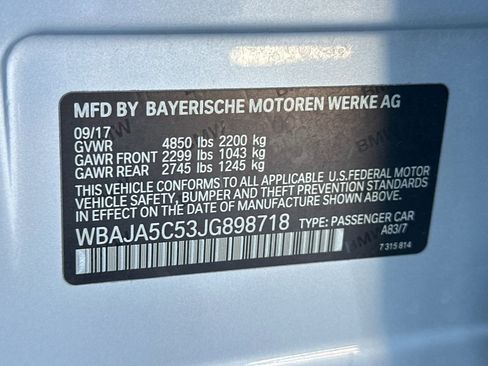 MFD BY BAYERISCHE MOTOREN WERKE AG
09/17
GVWR 4850 lbs 2200 kg
GAWR FRONT 2299 lbs 1043 kg
GAWR REAR 2745 lbs 1245 kg
THIS VEHICLE CONFORMS TO ALL APPLICABLE U.S.FEDERAL MOTOR
VEHICLE SAFETY, BUMPER AND THEFT PREVENTION STANDARDS
IN EFFECT ON THE DATE OF MANUFACTURE SHOWN ABOVE.
WBAJA5C53JG898718 TYPE: PASSENGER CAR
A83/7
7 315 814